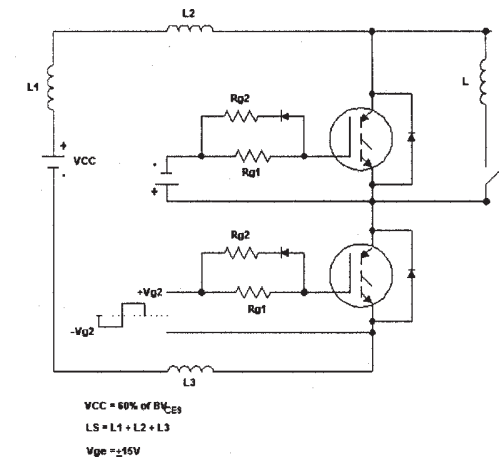 L2
L1
L
Rg2
+
VCC
-
-
+
Rg1
Rg2
+Vg2
Rg1
-Vg2
L3
VCC = 60% of BVCES
LS = L1 + L2 + L3
Vge = ±15V